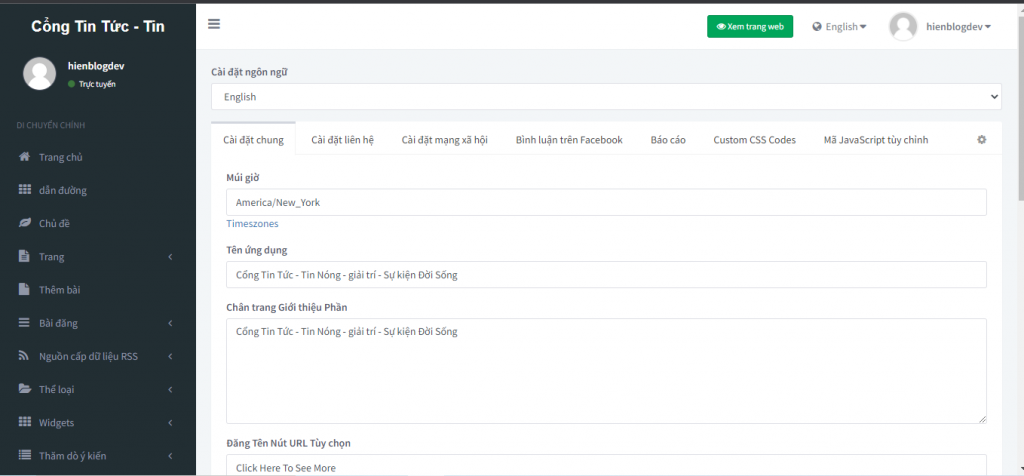 Cổng Tin Tức - Tin
Xem trang web
English
hienblogdev
hienblogdev
Trực tuyến
DI CHUYỂN CHÍNH
Trang chủ
dẫn đường
Chủ đề
Trang
Thêm bài
Bài đăng
Nguồn cấp dữ liệu RSS
Thể loại
Widgets
Thăm dò ý kiến
Cài đặt ngôn ngữ
English
Cài đặt chung
Cài đặt liên hệ
Cài đặt mạng xã hội
Bình luận trên Facebook
Báo cáo
Custom CSS Codes
Mã JavaScript tùy chỉnh
Múi giờ
America/New_York
Timeszones
Tên ứng dụng
Cổng Tin Tức - Tin Nóng - giải trí - Sự kiện Đời Sống
Chân trang Giới thiệu Phần
Cổng Tin Tức - Tin Nóng - giải trí - Sự kiện Đời Sống
Đăng Tên Nút URL Tùy chọn
Click Here To See More